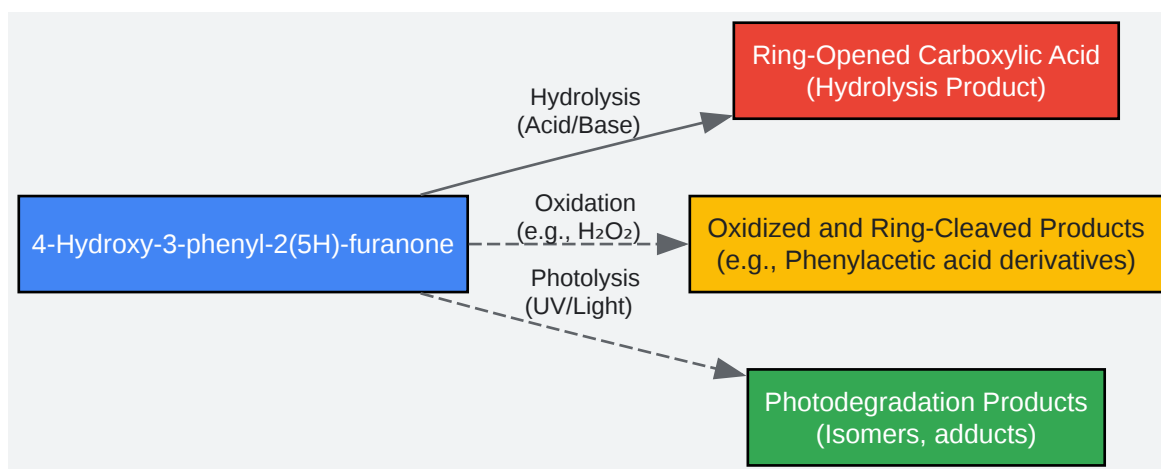 Ring-Opened Carboxylic Acid
(Hydrolysis Product)
Hydrolysis
(Acid/Base)
4-Hydroxy-3-phenyl-2(5H)-furanone
Oxidation
(e.g., H₂O₂)
Oxidized and Ring-Cleaved Products
(e.g., Phenylacetic acid derivatives)
Photolysis
(UV/Light)
Photodegradation Products
(Isomers, adducts)